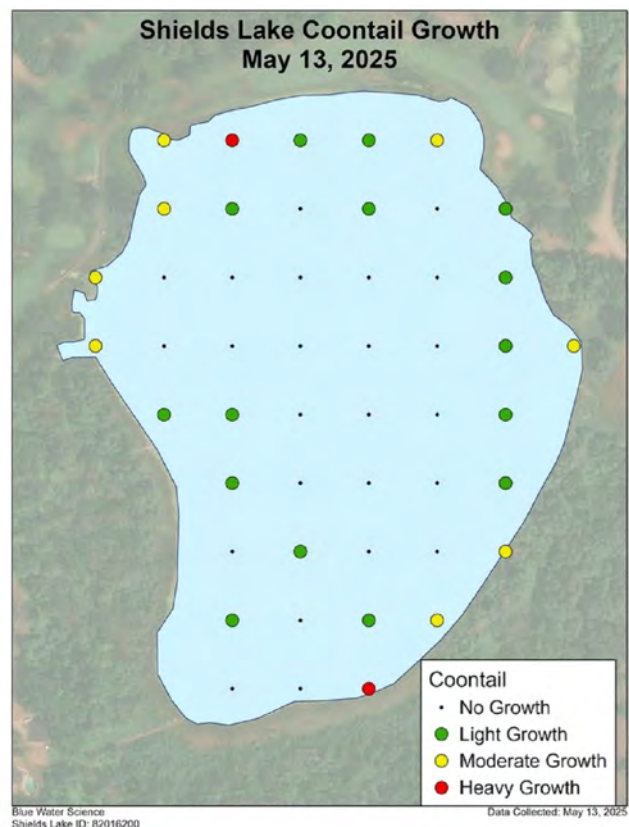 Shields Lake Coontail Growth
May 13, 2025
Coontail
No Growth
Light Growth
Moderate Growth
Heavy Growth
Blue Water Science
Data Collected: May 13, 2025
Shields Lake ID: 82016200